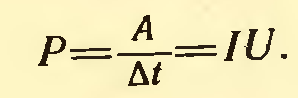 P = A/Δt = IU.